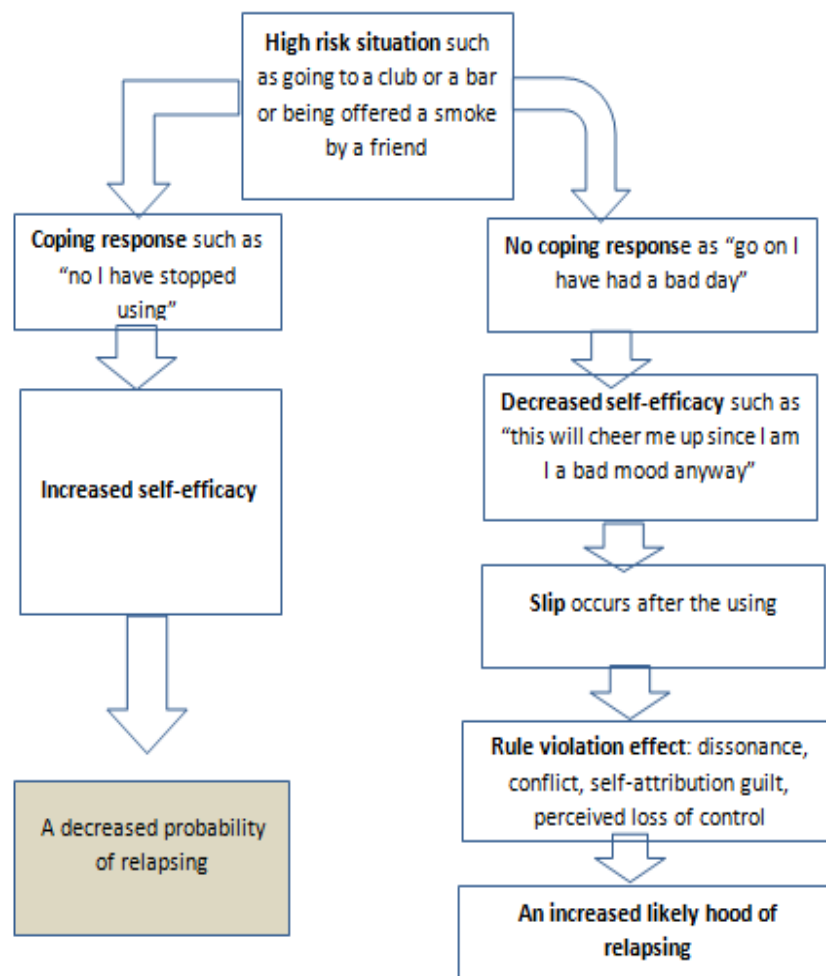 High risk situation such
as going to a club or a bar
or being offered a smoke
by a friend
Coping response such as
“no I have stopped
using”
Increased self-efficacy
A decreased probability
of relapsing
No coping response as “go on I
have had a bad day”
Decreased self-efficacy such as
“this will cheer me up since I am
I a bad mood anyway”
Slip occurs after the using
Rule violation effect: dissonance,
conflict, self-attribution guilt,
perceived loss of control
An increased likely hood of
relapsing